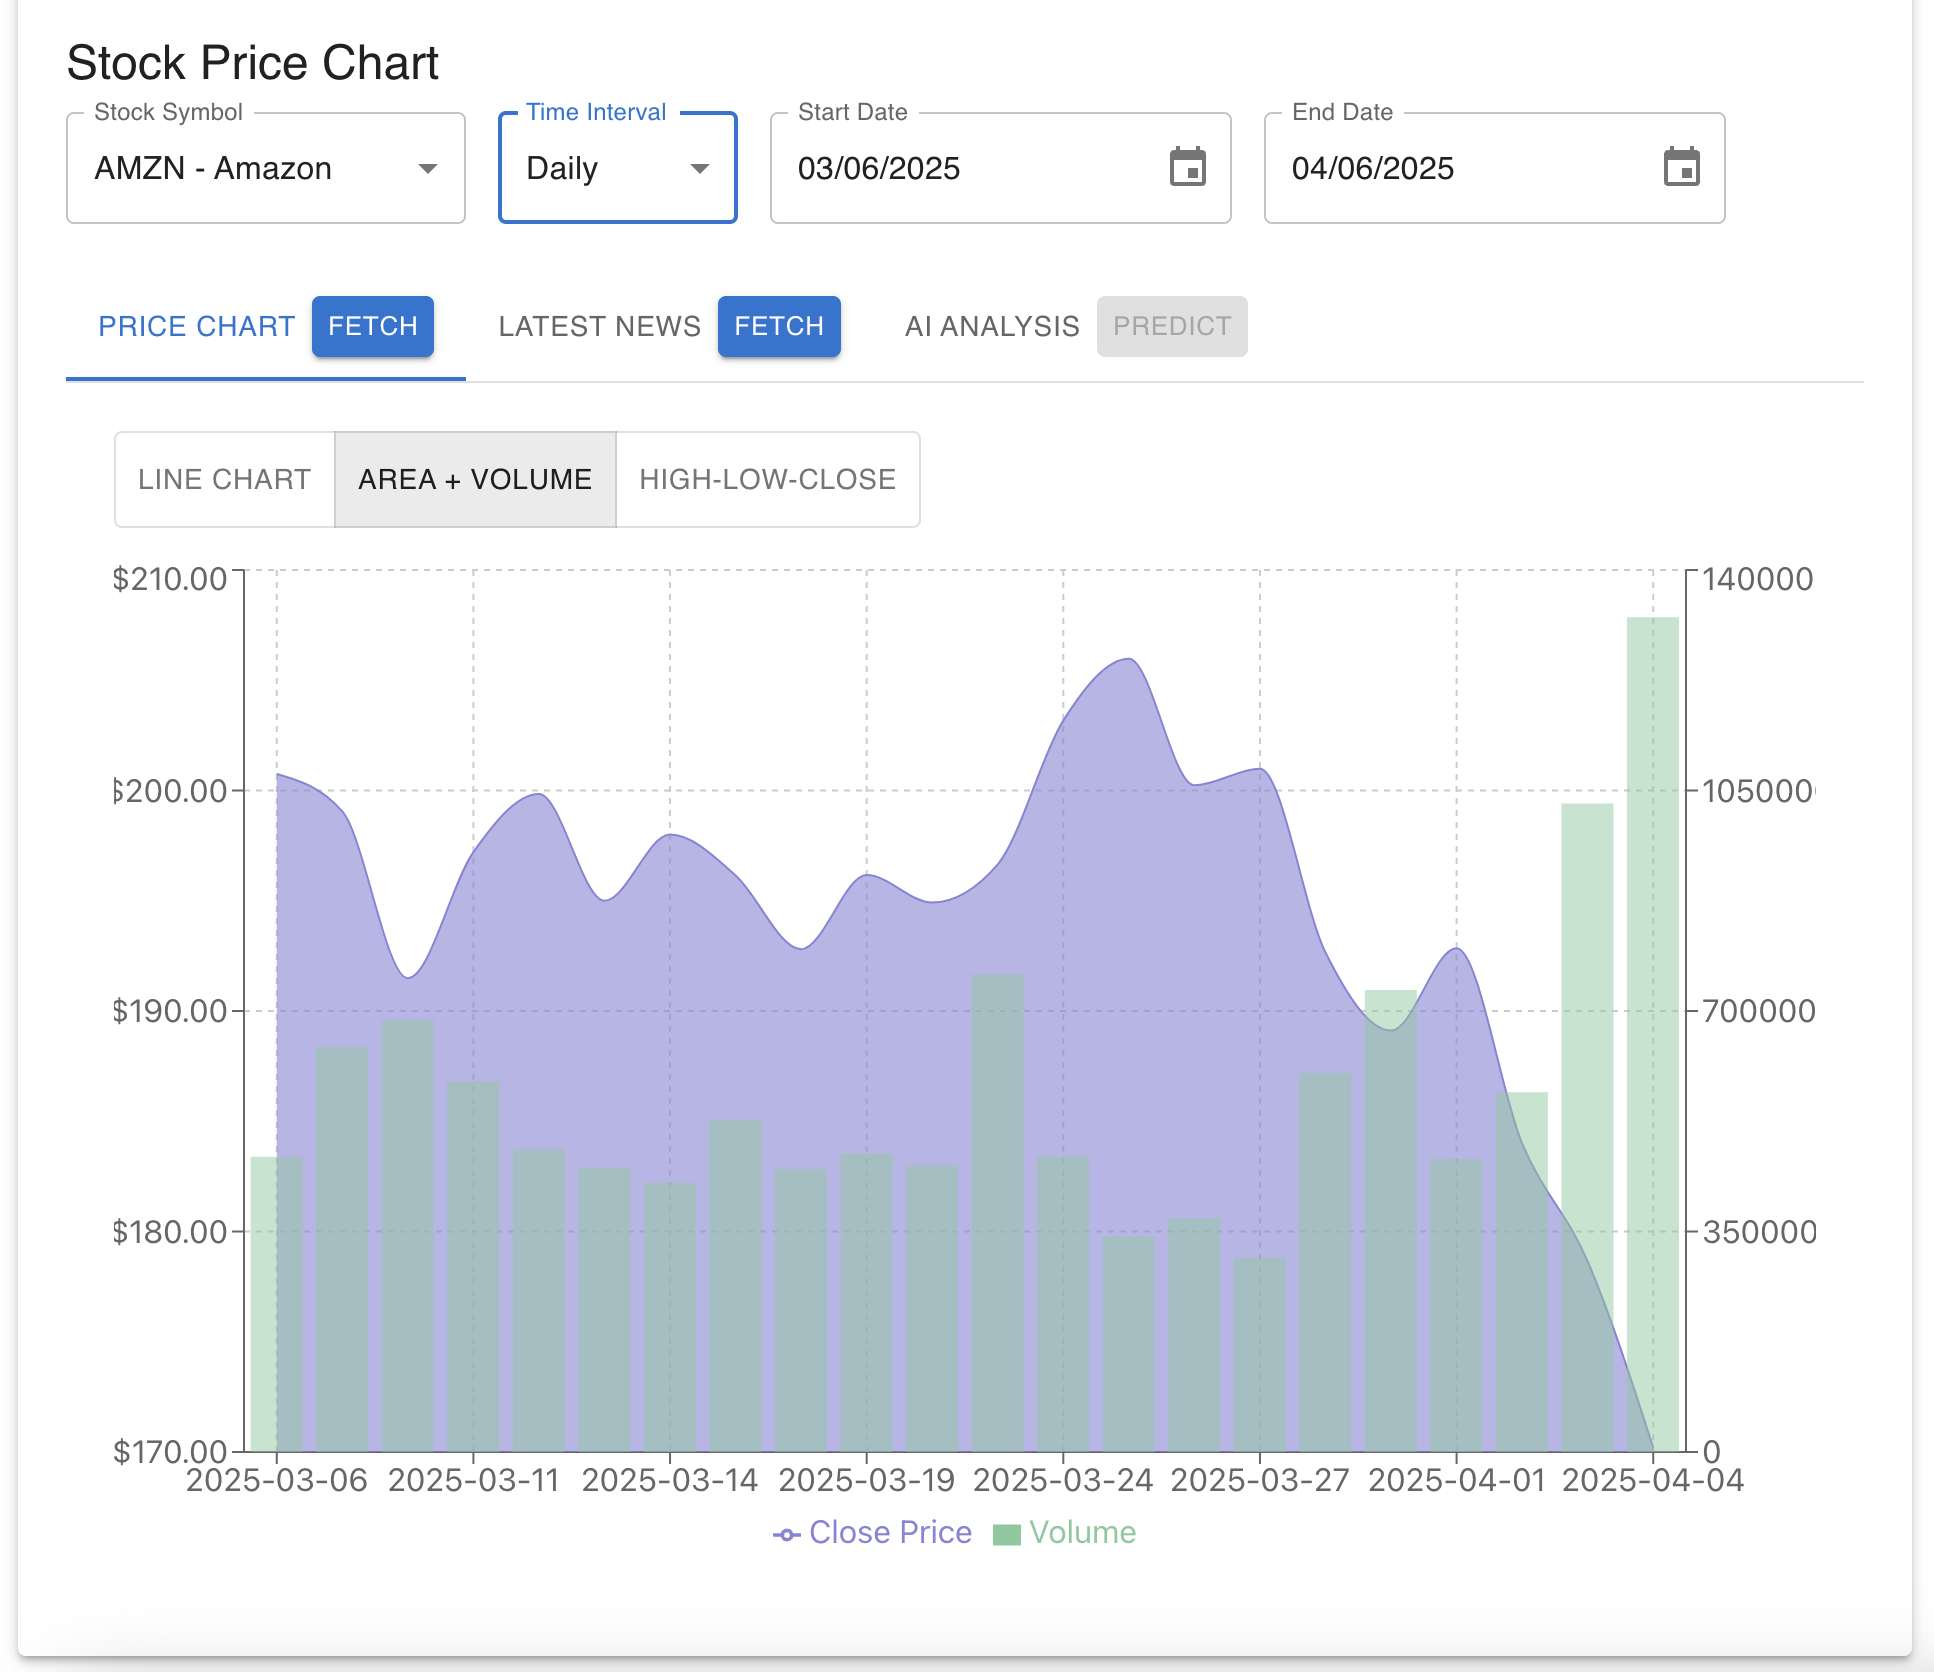 Stock Price Chart
Stock Symbol
AMZN - Amazon
Time Interval
Daily
Start Date
03/06/2025
End Date
04/06/2025
PRICE CHART FETCH LATEST NEWS FETCH AI ANALYSIS PREDICT
LINE CHART AREA + VOLUME HIGH-LOW-CLOSE
$210.00
$200.00
$190.00
$180.00
$170.00
140000
105000
700000
350000
0
2025-03-06 2025-03-11 2025-03-14 2025-03-19 2025-03-24 2025-03-27 2025-04-01 2025-04-04
Close Price Volume